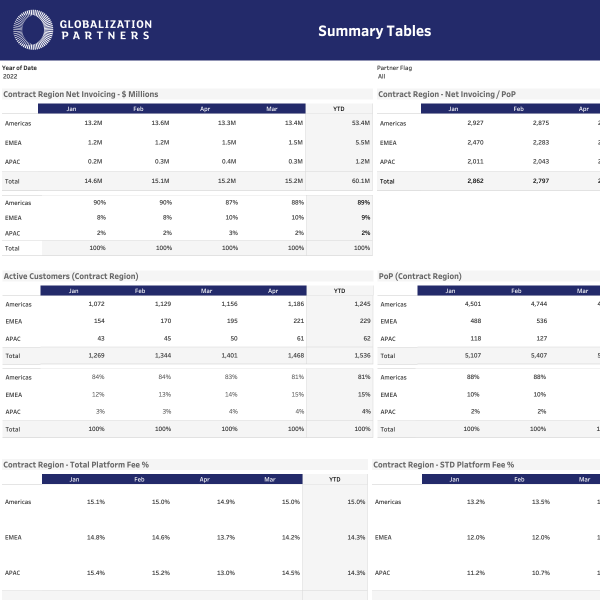 GLOBALIZATION
PARTNERS
Summary Tables
Year of Date
2022
Partner Flag
All
Contract Region Net Invoicing - $ Millions
Jan Feb Apr Mar YTD
Americas 13.2M 13.6M 13.3M 13.4M 53.4M
EMEA 1.2M 1.2M 1.5M 1.5M 5.5M
APAC 0.2M 0.3M 0.4M 0.3M 1.2M
Total 14.6M 15.1M 15.2M 15.2M 60.1M
Americas 90% 90% 87% 88% 89%
EMEA 8% 8% 10% 10% 9%
APAC 2% 2% 3% 2% 2%
Total 100% 100% 100% 100% 100%
Contract Region - Net Invoicing / PoP
Jan Feb
Americas 2,927 2,875
EMEA 2,470 2,283
APAC 2,011 2,043
Total 2,862 2,797
Active Customers (Contract Region)
Jan Feb Mar Apr YTD
Americas 1,072 1,129 1,156 1,186 1,245
EMEA 154 170 195 221 229
APAC 43 45 50 61 62
Total 1,269 1,344 1,401 1,468 1,536
Americas 84% 84% 83% 81% 81%
EMEA 12% 13% 14% 15% 15%
APAC 3% 3% 4% 4% 4%
Total 100% 100% 100% 100% 100%
PoP (Contract Region)
Jan Feb
Americas 4,501 4,744
EMEA 488 536
APAC 118 127
Total 5,107 5,407
Americas 88% 88%
EMEA 10% 10%
APAC 2% 2%
Total 100% 100%
Contract Region - Total Platform Fee %
Jan Feb Apr Mar YTD
Americas 15.1% 15.0% 14.9% 15.0% 15.0%
EMEA 14.8% 14.6% 13.7% 14.2% 14.3%
APAC 15.4% 15.2% 13.0% 14.5% 14.3%
Contract Region - STD Platform Fee %
Jan Feb
Americas 13.2% 13.5%
EMEA 12.0% 12.0%
APAC 11.2% 10.7%